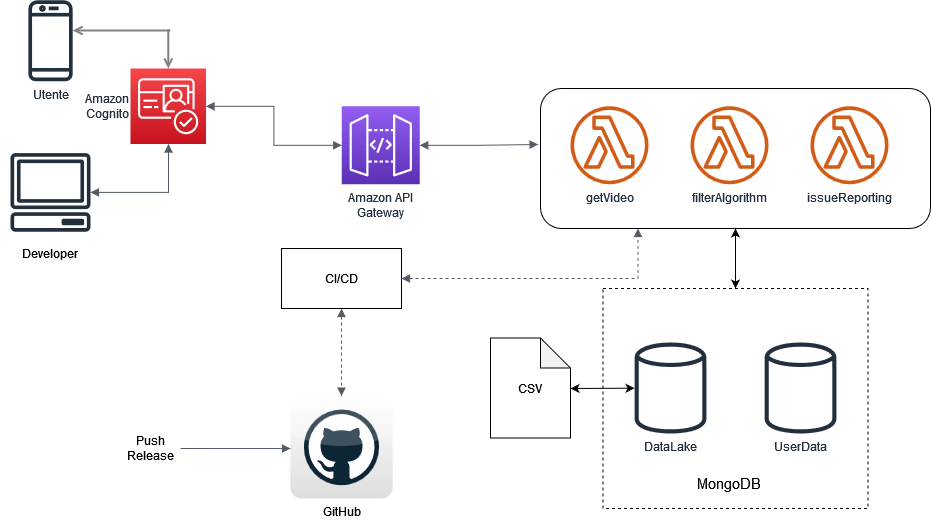 Utente
Amazon
Cognito
Developer
Amazon API
Gateway
getVideo
filterAlgorithm
issueReporting
CI/CD
CSV
DataLake
UserData
MongoDB
Push
Release
GitHub